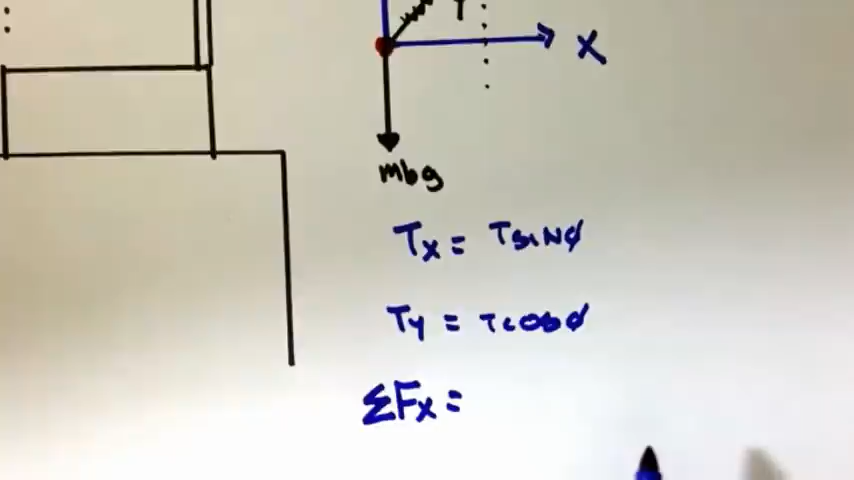 T
X
mbg
Tx = TsiNϕ
Ty = Tcosϕ
ΣFx =